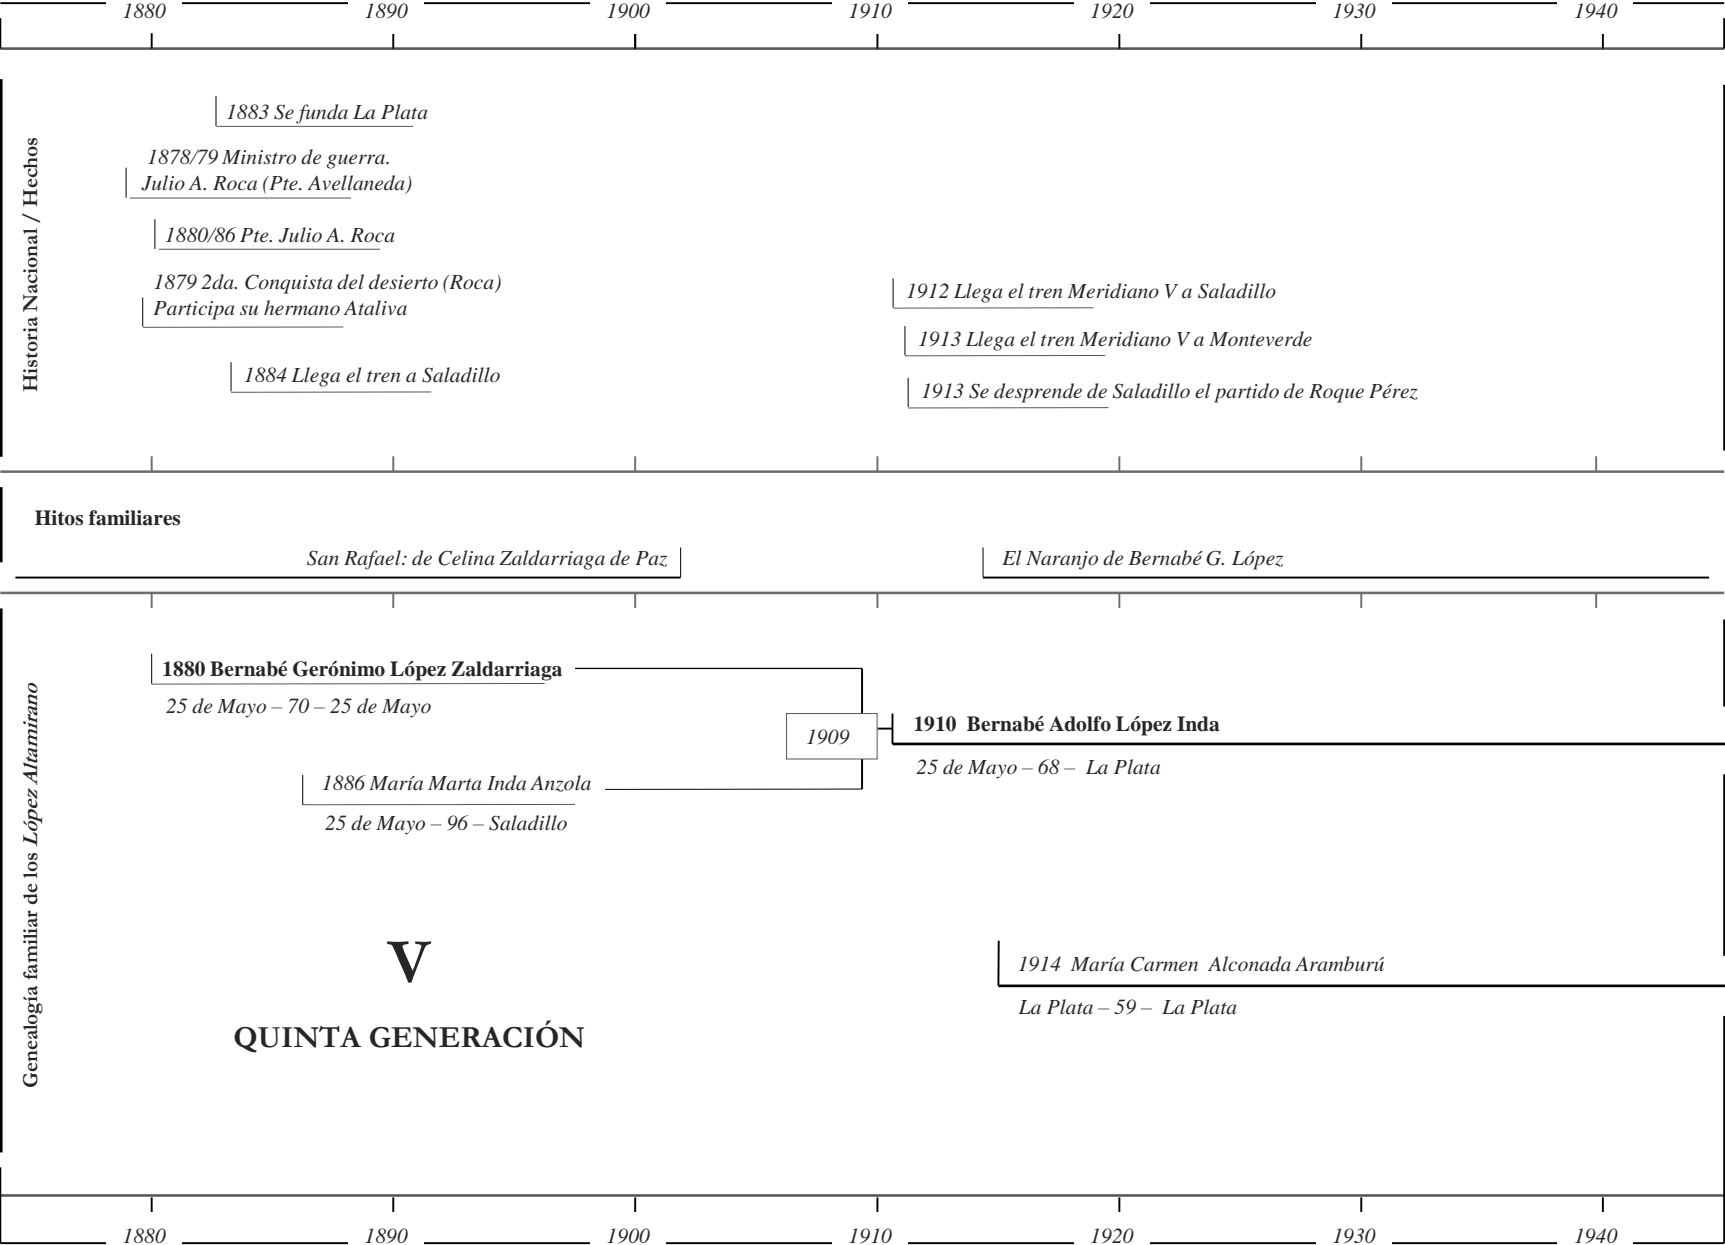 1880 1890 1900 1910 1920 1930 1940
Historia Nacional / Hechos
1883 Se funda La Plata
1878/79 Ministro de guerra.
Julio A. Roca (Pte. Avellaneda)
1880/86 Pte. Julio A. Roca
1879 2da. Conquista del desierto (Roca)
Participa su hermano Ataliva
1884 Llega el tren a Saladillo
1912 Llega el tren Meridiano V a Saladillo
1913 Llega el tren Meridiano V a Monteverde
1913 Se desprende de Saladillo el partido de Roque Pérez
Hitos familiares
San Rafael: de Celina Zaldarriaga de Paz
El Naranjo de Bernabé G. López
Genealogía familiar de los López Altamirano
1880 Bernabé Gerónimo López Zaldarriaga
25 de Mayo – 70 – 25 de Mayo
1909
1886 María Marta Inda Anzola
25 de Mayo – 96 – Saladillo
1910 Bernabé Adolfo López Inda
25 de Mayo – 68 – La Plata
1914 María Carmen Alconada Aramburú
La Plata – 59 – La Plata
V
QUINTA GENERACIÓN
1880 1890 1900 1910 1920 1930 1940